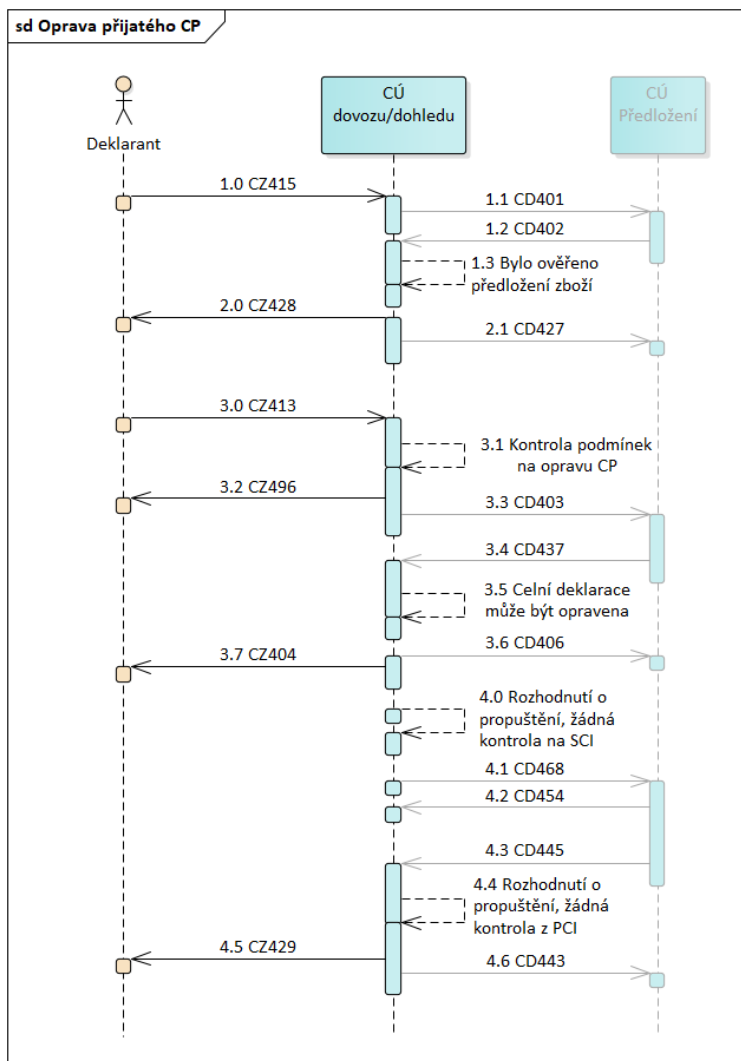 sd Oprava přijatého CP
CÚ
dovozu/dohledu
CÚ
Předložení
Deklarant
1.0 CZ415
1.1 CD401
1.2 CD402
1.3 Bylo ověřeno
předložení zboží
2.0 CZ428
2.1 CD427
3.0 CZ413
3.1 Kontrola podmínek
na opravu CP
3.2 CZ496
3.3 CD403
3.4 CD437
3.5 Celní deklarace
může být opravena
3.6 CD406
3.7 CZ404
4.0 Rozhodnutí o
propuštění, žádná
kontrola na SCI
4.1 CD468
4.2 CD454
4.3 CD445
4.4 Rozhodnutí o
propuštění, žádná
kontrola z PCI
4.5 CZ429
4.6 CD443